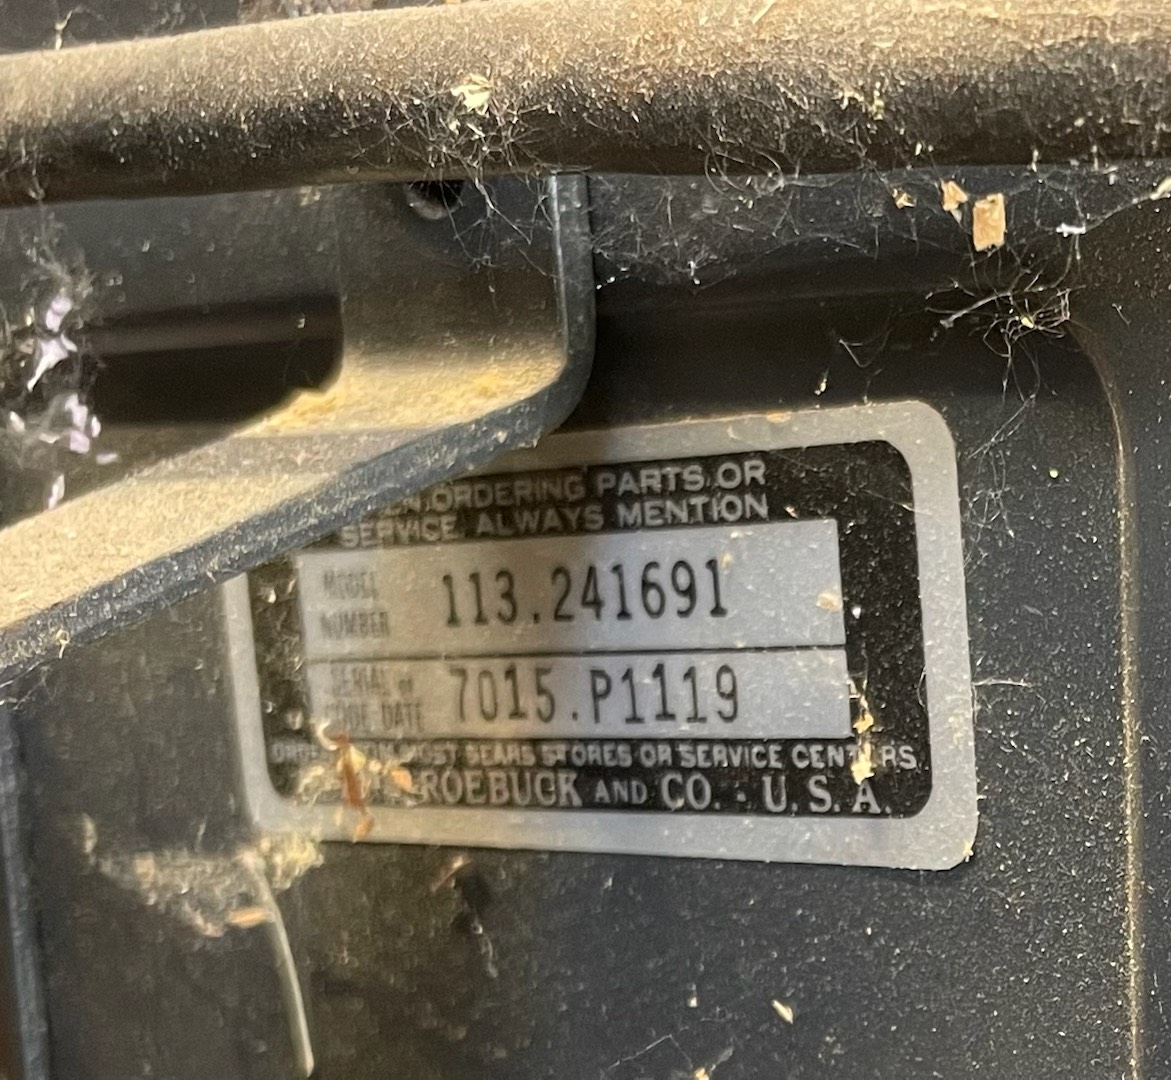 ORDERING PARTS OR
SERVICE ALWAYS MENTION
MODEL
NUMBER
113.241691
SERIAL or
CODE DATE
7015.P1119
MOST SEARS STORES OR SERVICE CENTERS
ROEBUCK AND CO. - U.S.A.